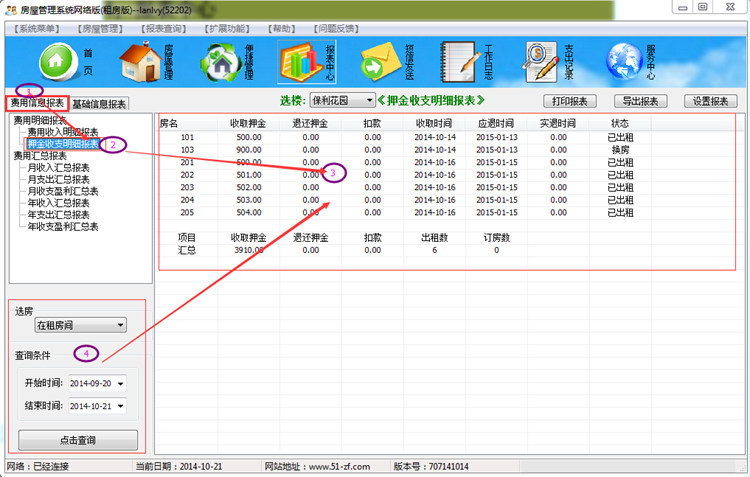 房屋管理系统网络版(租房版)--lanlvy(52202)
【系统菜单】 【房屋管理】 【报表查询】 【扩展功能】 【帮助】 【问题反馈】
首页 房屋管理 便捷管理 报表中心 短信发送 工作日志 支出记录 服务中心
1
费用信息报表 基础信息报表
选楼: 保利花园 《押金收支明细报表》 打印报表 导出报表 设置报表
费用明细报表
费用收入明细报表
押金收支明细报表 2
费用汇总报表
月收入汇总报表
月支出汇总报表
月收支盈利汇总表
年收入汇总报表
年支出汇总报表
年收支盈利汇总表
房名 收取押金 退还押金 扣款 收取时间 应退时间 实退时间 状态
101 500.00 0.00 0.00 2014-10-14 2015-01-13 0.00 已出租
103 900.00 0.00 0.00 2014-10-14 2015-01-13 0.00 换房
201 500.00 0.00 0.00 2014-10-16 2015-01-15 0.00 已出租
202 501.00 0.00 3 0.00 2014-10-16 2015-01-15 0.00 已出租
203 502.00 0.00 0.00 2014-10-16 2015-01-15 0.00 已出租
204 503.00 0.00 0.00 2014-10-16 2015-01-15 0.00 已出租
205 504.00 0.00 0.00 2014-10-16 2015-01-15 0.00 已出租
项目 收取押金 退还押金 扣款 出租数 订房数
汇总 3910.00 0.00 0.00 6 0
选房
在租房间
查询条件 4
开始时间: 2014-09-20
结束时间: 2014-10-21
点击查询
网络：已经连接 当前日期：2014-10-21 网站地址：www.51-zf.com 版本号：707141014